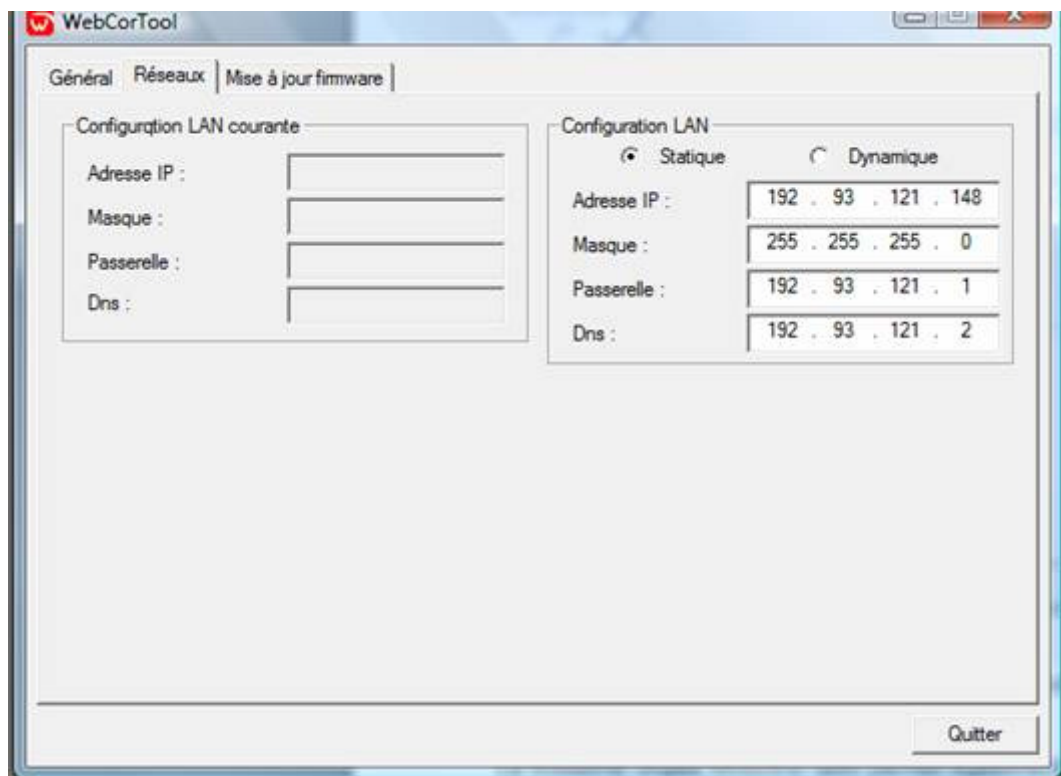 WebCorTool
Général Réseaux Mise à jour firmware
Configurqtion LAN courante
Adresse IP :
Masque :
Passerelle :
Dns :
Configuration LAN
Statique Dynamique
Adresse IP : 192 . 93 . 121 . 148
Masque : 255 . 255 . 255 . 0
Passerelle : 192 . 93 . 121 . 1
Dns : 192 . 93 . 121 . 2
Quitter